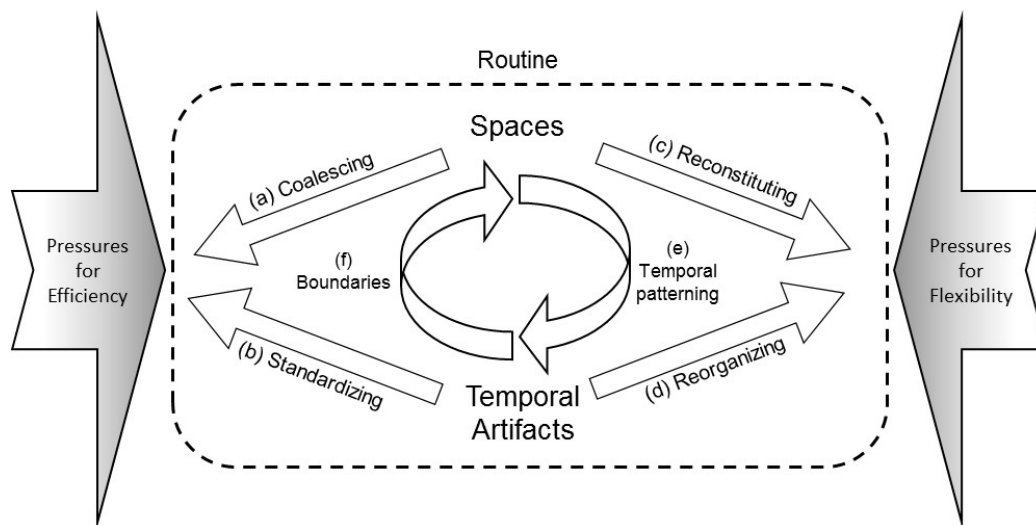 Routine
Spaces
(a) Coalescing
(c) Reconstituting
Pressures
for
Efficiency
(f)
Boundaries
(e)
Temporal
patterning
Pressures
for
Flexibility
(b) Standardizing
(d) Reorganizing
Temporal
Artifacts